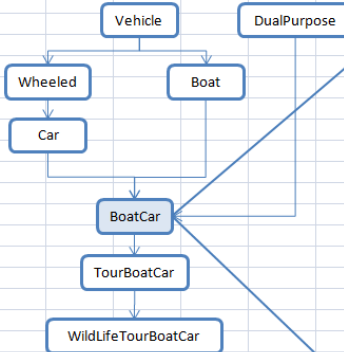 Vehicle
DualPurpose
Wheeled
Boat
Car
BoatCar
TourBoatCar
WildLifeTourBoatCar